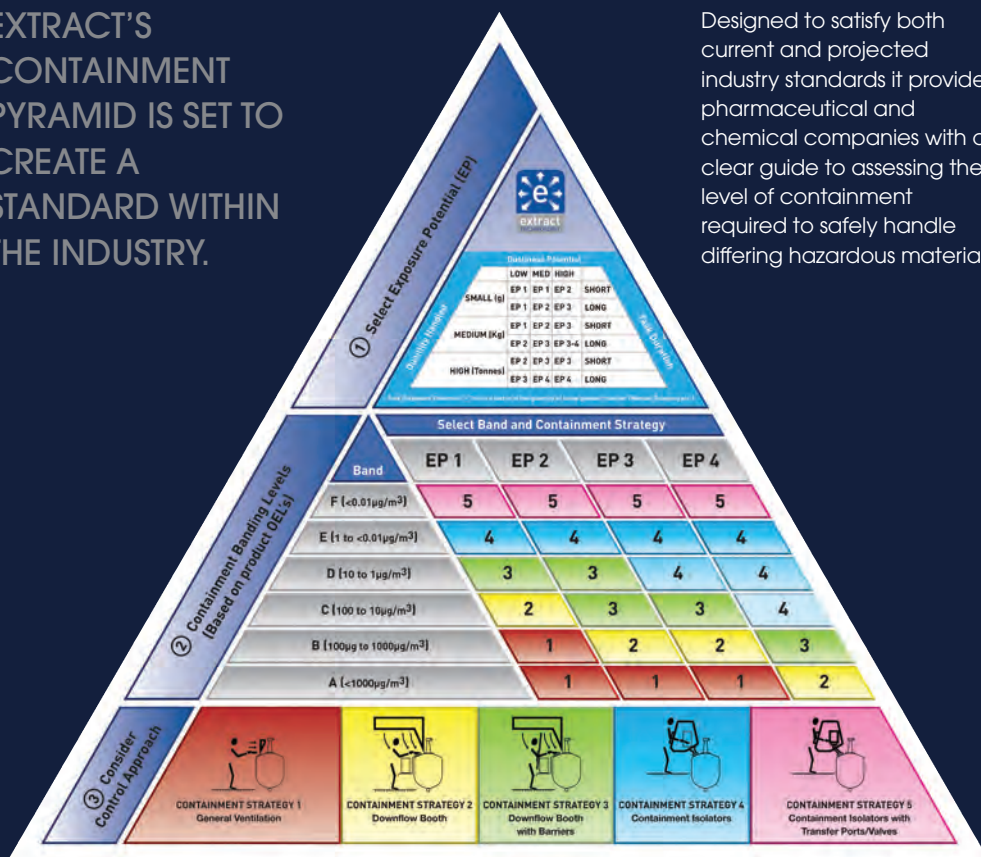 EXTRACT'S
CONTAINMENT
PYRAMID IS SET TO
CREATE A
STANDARD WITHIN
THE INDUSTRY.
Designed to satisfy both
current and projected
industry standards it provide
pharmaceutical and
chemical companies with a
clear guide to assessing the
level of containment
required to safely handle
differing hazardous materia
① Select Exposure Potential (EP)
e
extract
TECHNOLOGY
Dustiness Potential
LOW MED HIGH
Quantity Handled
Task Duration
SMALL (g)
EP 1 EP 1 EP 2 SHORT
EP 1 EP 2 EP 3 LONG
MEDIUM (Kg)
EP 1 EP 2 EP 3 SHORT
EP 2 EP 3 EP 3-4 LONG
HIGH (Tonnes)
EP 2 EP 3 EP 3 SHORT
EP 3 EP 4 EP 4 LONG
② Containment Banding Levels
(Based on product OEL's)
Select Band and Containment Strategy
Band EP 1 EP 2 EP 3 EP 4
F (<0.01µg/m³) 5 5 5 5
E (1 to <0.01µg/m³) 4 4 4 4
D (10 to 1µg/m³) 3 3 4 4
C (100 to 10µg/m³) 2 3 3 4
B (100µg to 1000µg/m³) 1 2 2 3
A (<1000µg/m³) 1 1 1 2
③ Consider
Control Approach
CONTAINMENT STRATEGY 1
General Ventilation
CONTAINMENT STRATEGY 2
Downflow Booth
CONTAINMENT STRATEGY 3
Downflow Booth
with Barriers
CONTAINMENT STRATEGY 4
Containment Isolators
CONTAINMENT STRATEGY 5
Containment Isolators with
Transfer Ports/Valves